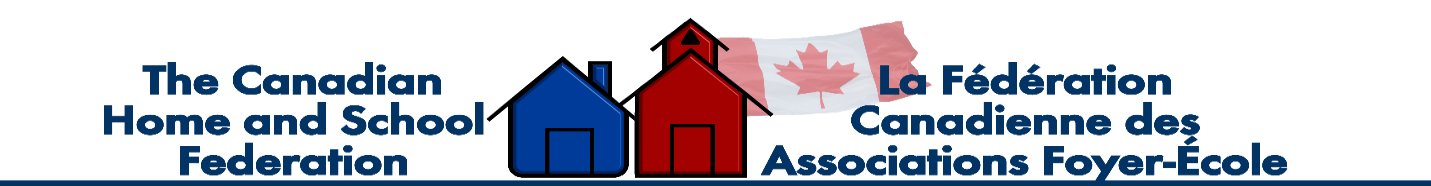 The Canadian
Home and School
Federation
La Fédération
Canadienne des
Associations Foyer-École